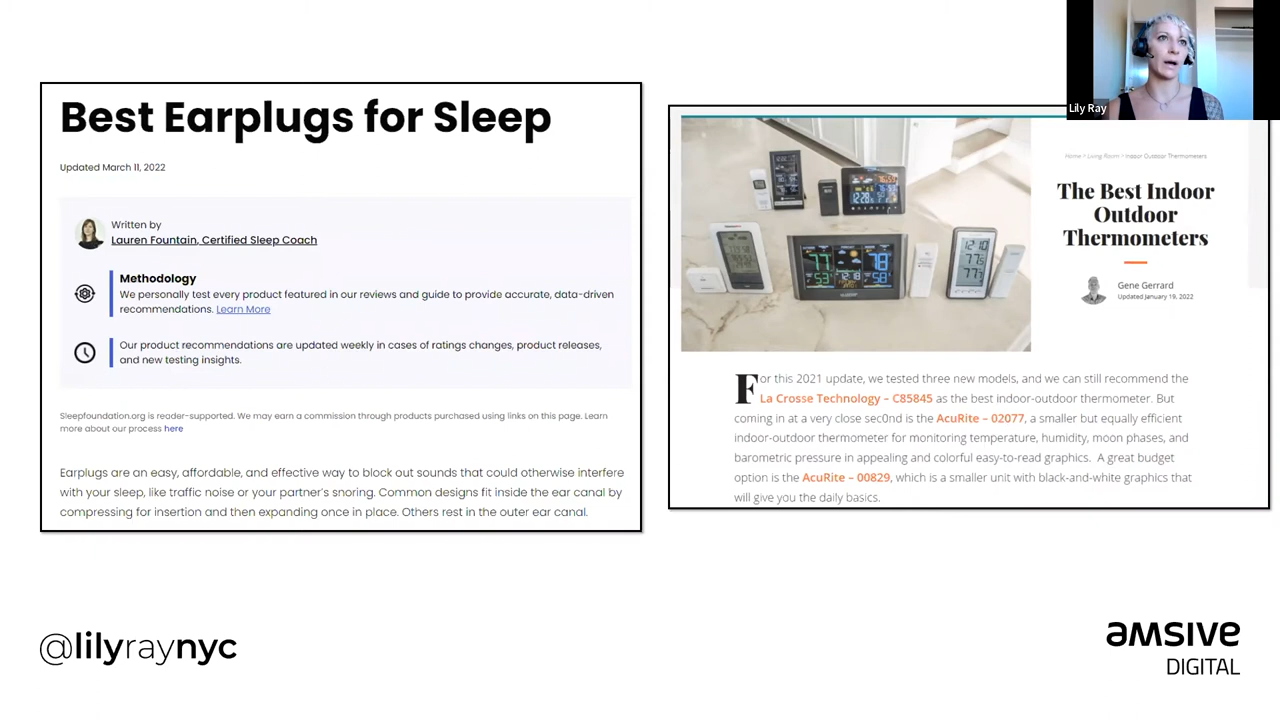 Lily Ray
Best Earplugs for Sleep
Updated March 11, 2022
Written by
Lauren Fountain, Certified Sleep Coach
Methodology
We personally test every product featured in our reviews and guide to provide accurate, data-driven
recommendations. Learn More
Our product recommendations are updated weekly in cases of ratings changes, product releases,
and new testing insights.
Sleepfoundation.org is reader-supported. We may earn a commission through products purchased using links on this page. Learn
more about our process here
Earplugs are an easy, affordable, and effective way to block out sounds that could otherwise interfere
with your sleep, like traffic noise or your partner's snoring. Common designs fit inside the ear canal by
compressing for insertion and then expanding once in place. Others rest in the outer ear canal.
Home > Living Room > Indoor Outdoor Thermometers
The Best Indoor
Outdoor
Thermometers
Gene Gerrard
Updated January 19, 2022
For this 2021 update, we tested three new models, and we can still recommend the
La Crosse Technology – C85845 as the best indoor-outdoor thermometer. But
coming in at a very close sec0nd is the AcuRite – 02077, a smaller but equally efficient
indoor-outdoor thermometer for monitoring temperature, humidity, moon phases, and
barometric pressure in appealing and colorful easy-to-read graphics. A great budget
option is the AcuRite – 00829, which is a smaller unit with black-and-white graphics that
will give you the daily basics.
@lilyraynyc
amsive
DIGITAL